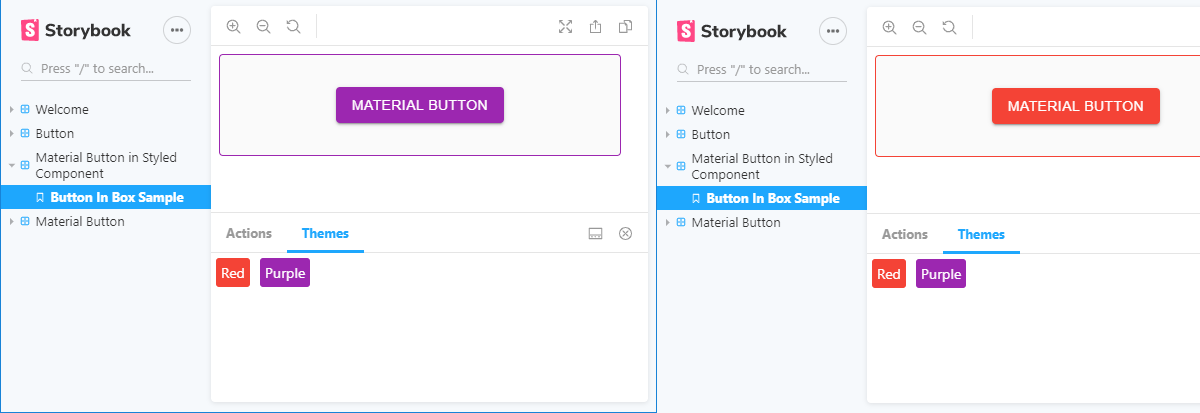 Storybook
Press "/" to search...
Welcome
Button
Material Button in Styled
Component
Button In Box Sample
Material Button
MATERIAL BUTTON
Actions
Themes
Red
Purple
Storybook
Press "/" to search...
Welcome
Button
Material Button in Styled
Component
Button In Box Sample
Material Button
MATERIAL BUTTON
Actions
Themes
Red
Purple